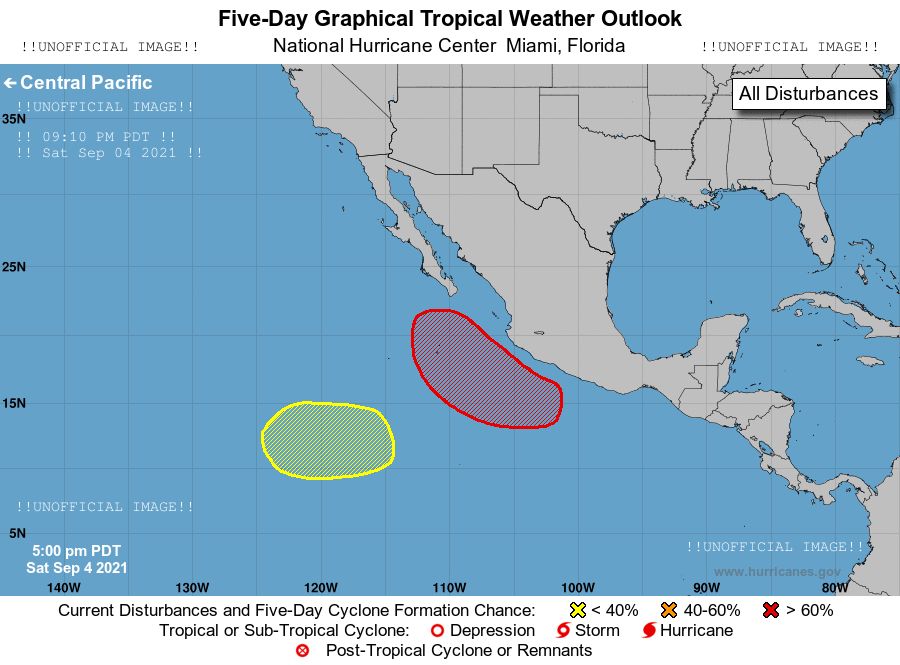 Five-Day Graphical Tropical Weather Outlook
!!UNOFFICIAL IMAGE!! National Hurricane Center Miami, Florida !!UNOFFICIAL IMAGE!!
Central Pacific
All Disturbances
!!UNOFFICIAL IMAGE!!
35N
!! 09:10 PM PDT !!
!! Sat Sep 04 2021 !!
25N
15N
!!UNOFFICIAL IMAGE!!
5N
!!UNOFFICIAL IMAGE!!
5:00 pm PDT
Sat Sep 4 2021
www.hurricanes.gov
140W 130W 120W 110W 100W 90W 80W
Current Disturbances and Five-Day Cyclone Formation Chance: < 40% 40-60% > 60%
Tropical or Sub-Tropical Cyclone: Depression Storm Hurricane
Post-Tropical Cyclone or Remnants